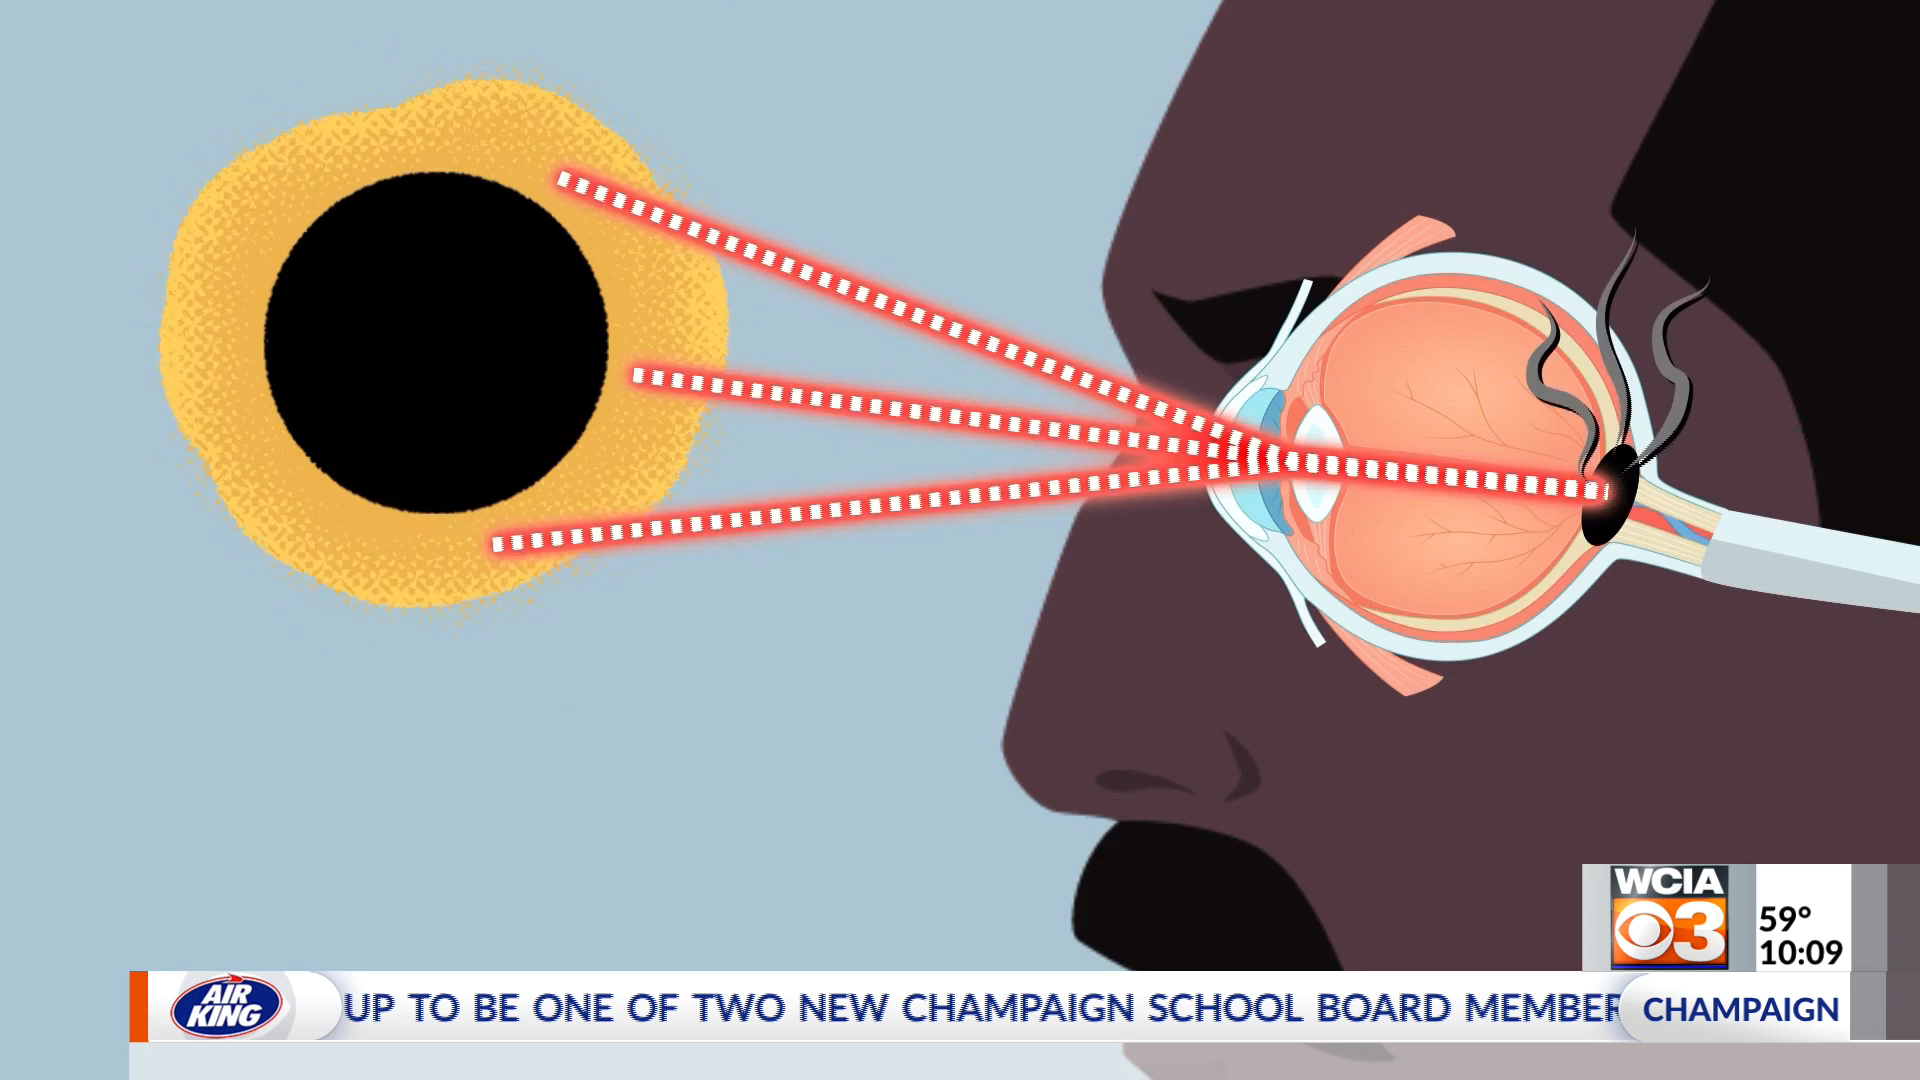 WCIA
3
59°
10:09
AIR
KING
UP TO BE ONE OF TWO NEW CHAMPAIGN SCHOOL BOARD MEMBER
CHAMPAIGN